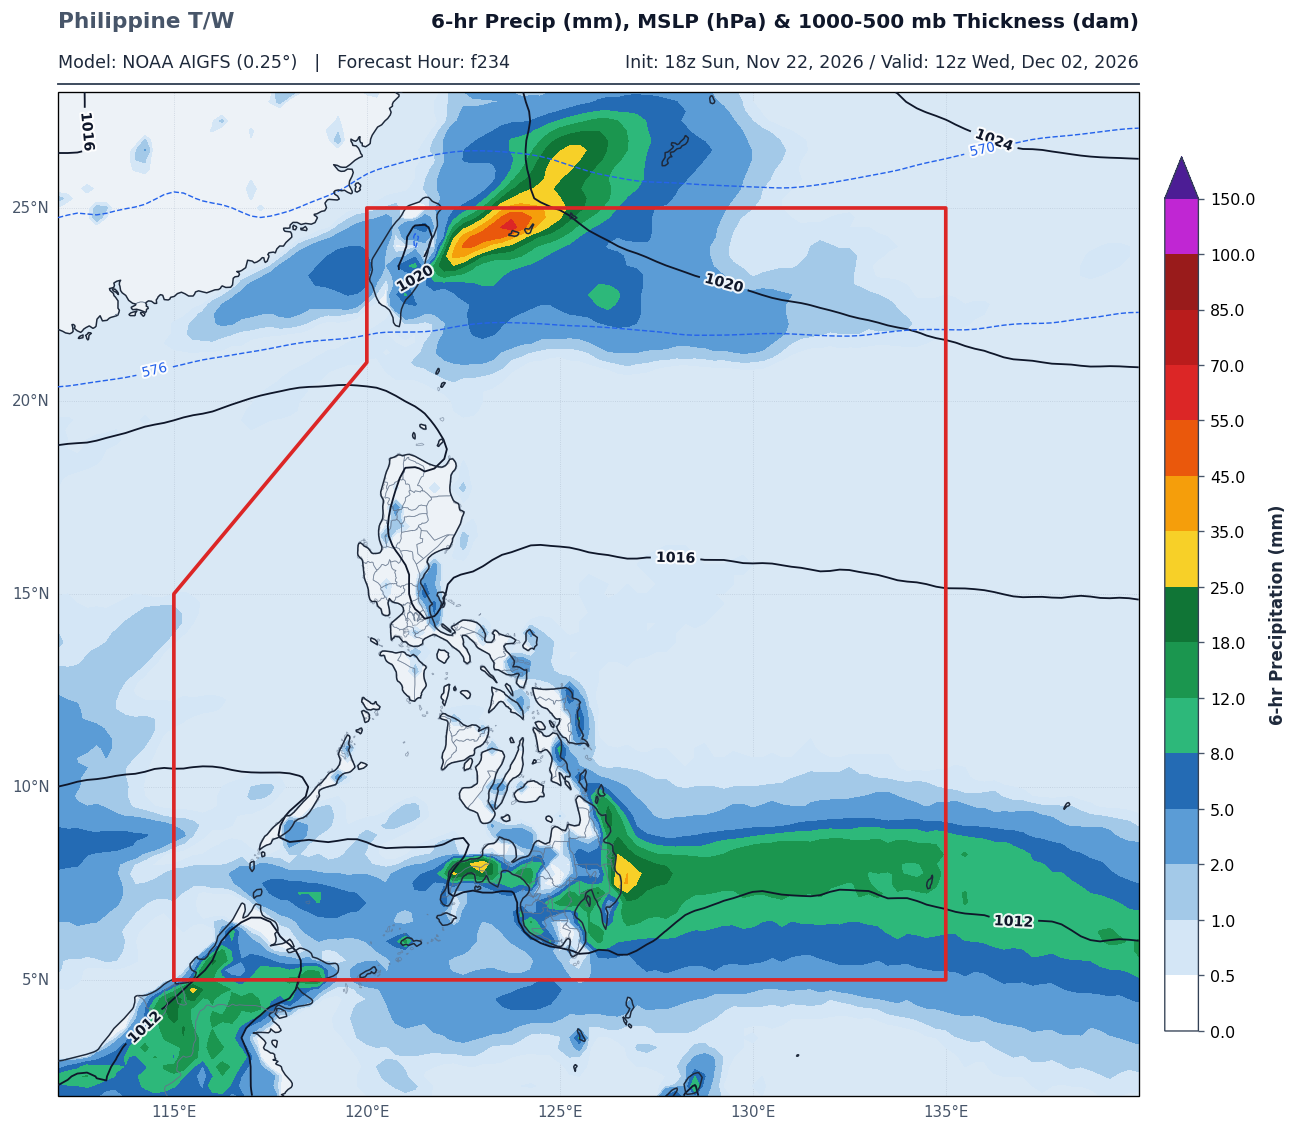 Philippine T/W
6-hr Precip (mm), MSLP (hPa) & 1000-500 mb Thickness (dam)
Model: NOAA AIGFS (0.25°) | Forecast Hour: f234
Init: 18z Sun, Nov 22, 2026 / Valid: 12z Wed, Dec 02, 2026
1016
1024
570
25°N
1020
1020
576
20°N
1016
15°N
10°N
1012
5°N
1012
115°E
120°E
125°E
130°E
135°E
150.0
100.0
85.0
70.0
55.0
45.0
35.0
25.0
18.0
12.0
8.0
5.0
2.0
1.0
0.5
0.0
6-hr Precipitation (mm)